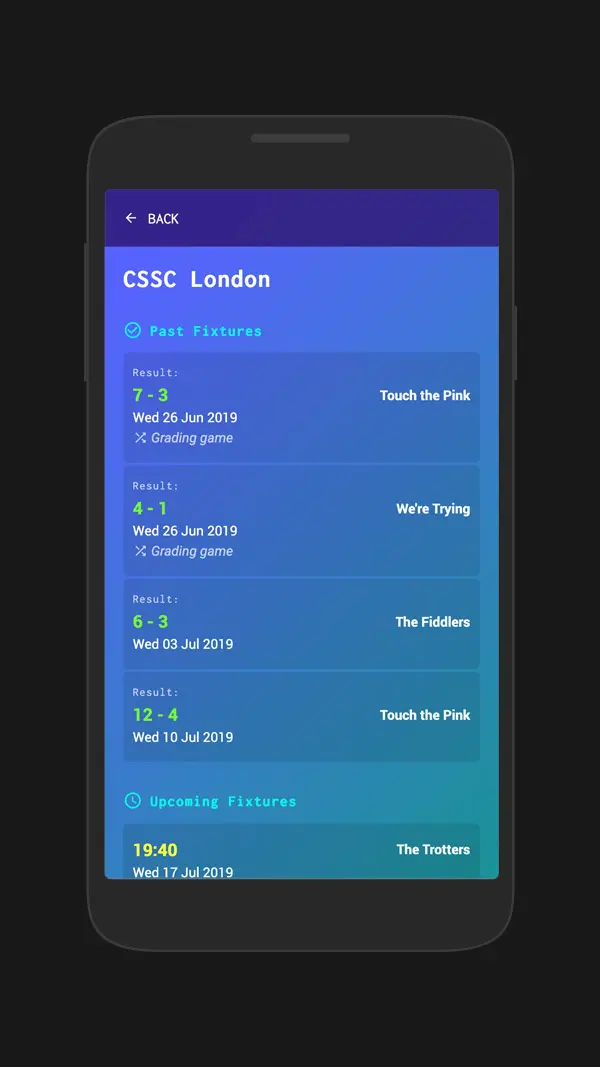 BACK
CSSC London
Past Fixtures
Result:
7 - 3 Touch the Pink
Wed 26 Jun 2019
Grading game
Result:
4 - 1 We're Trying
Wed 26 Jun 2019
Grading game
Result:
6 - 3 The Fiddlers
Wed 03 Jul 2019
Result:
12 - 4 Touch the Pink
Wed 10 Jul 2019
Upcoming Fixtures
19:40 The Trotters
Wed 17 Jul 2019